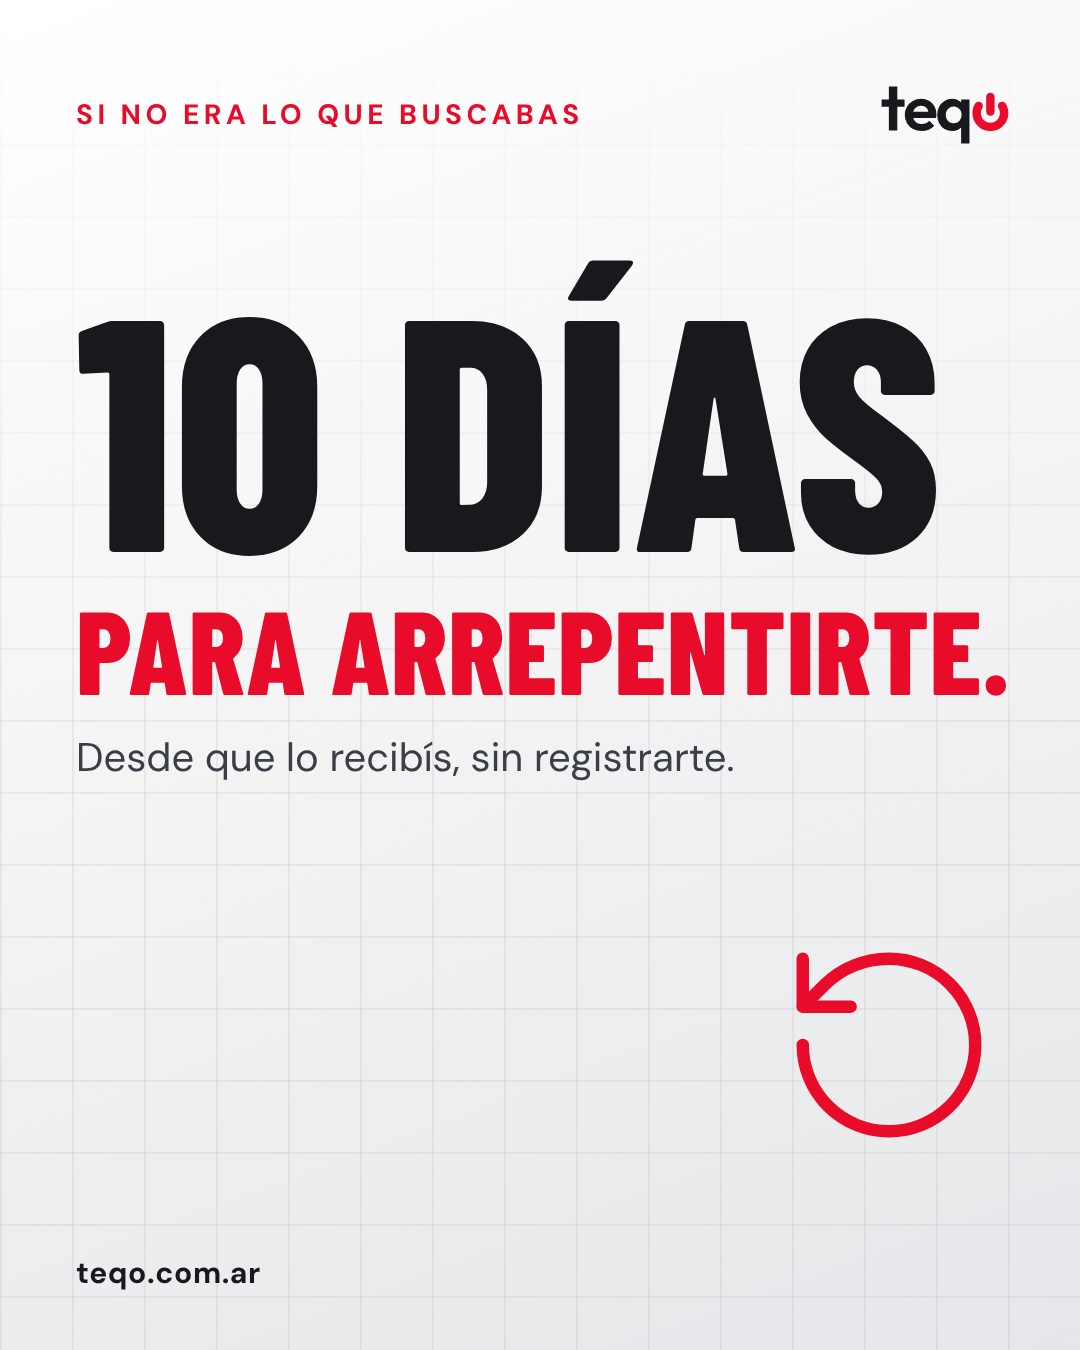 SI NO ERA LO QUE BUSCABAS
teqo
10 DÍAS
PARA ARREPENTIRTE.
Desde que lo recibís, sin registrarte.
teqo.com.ar